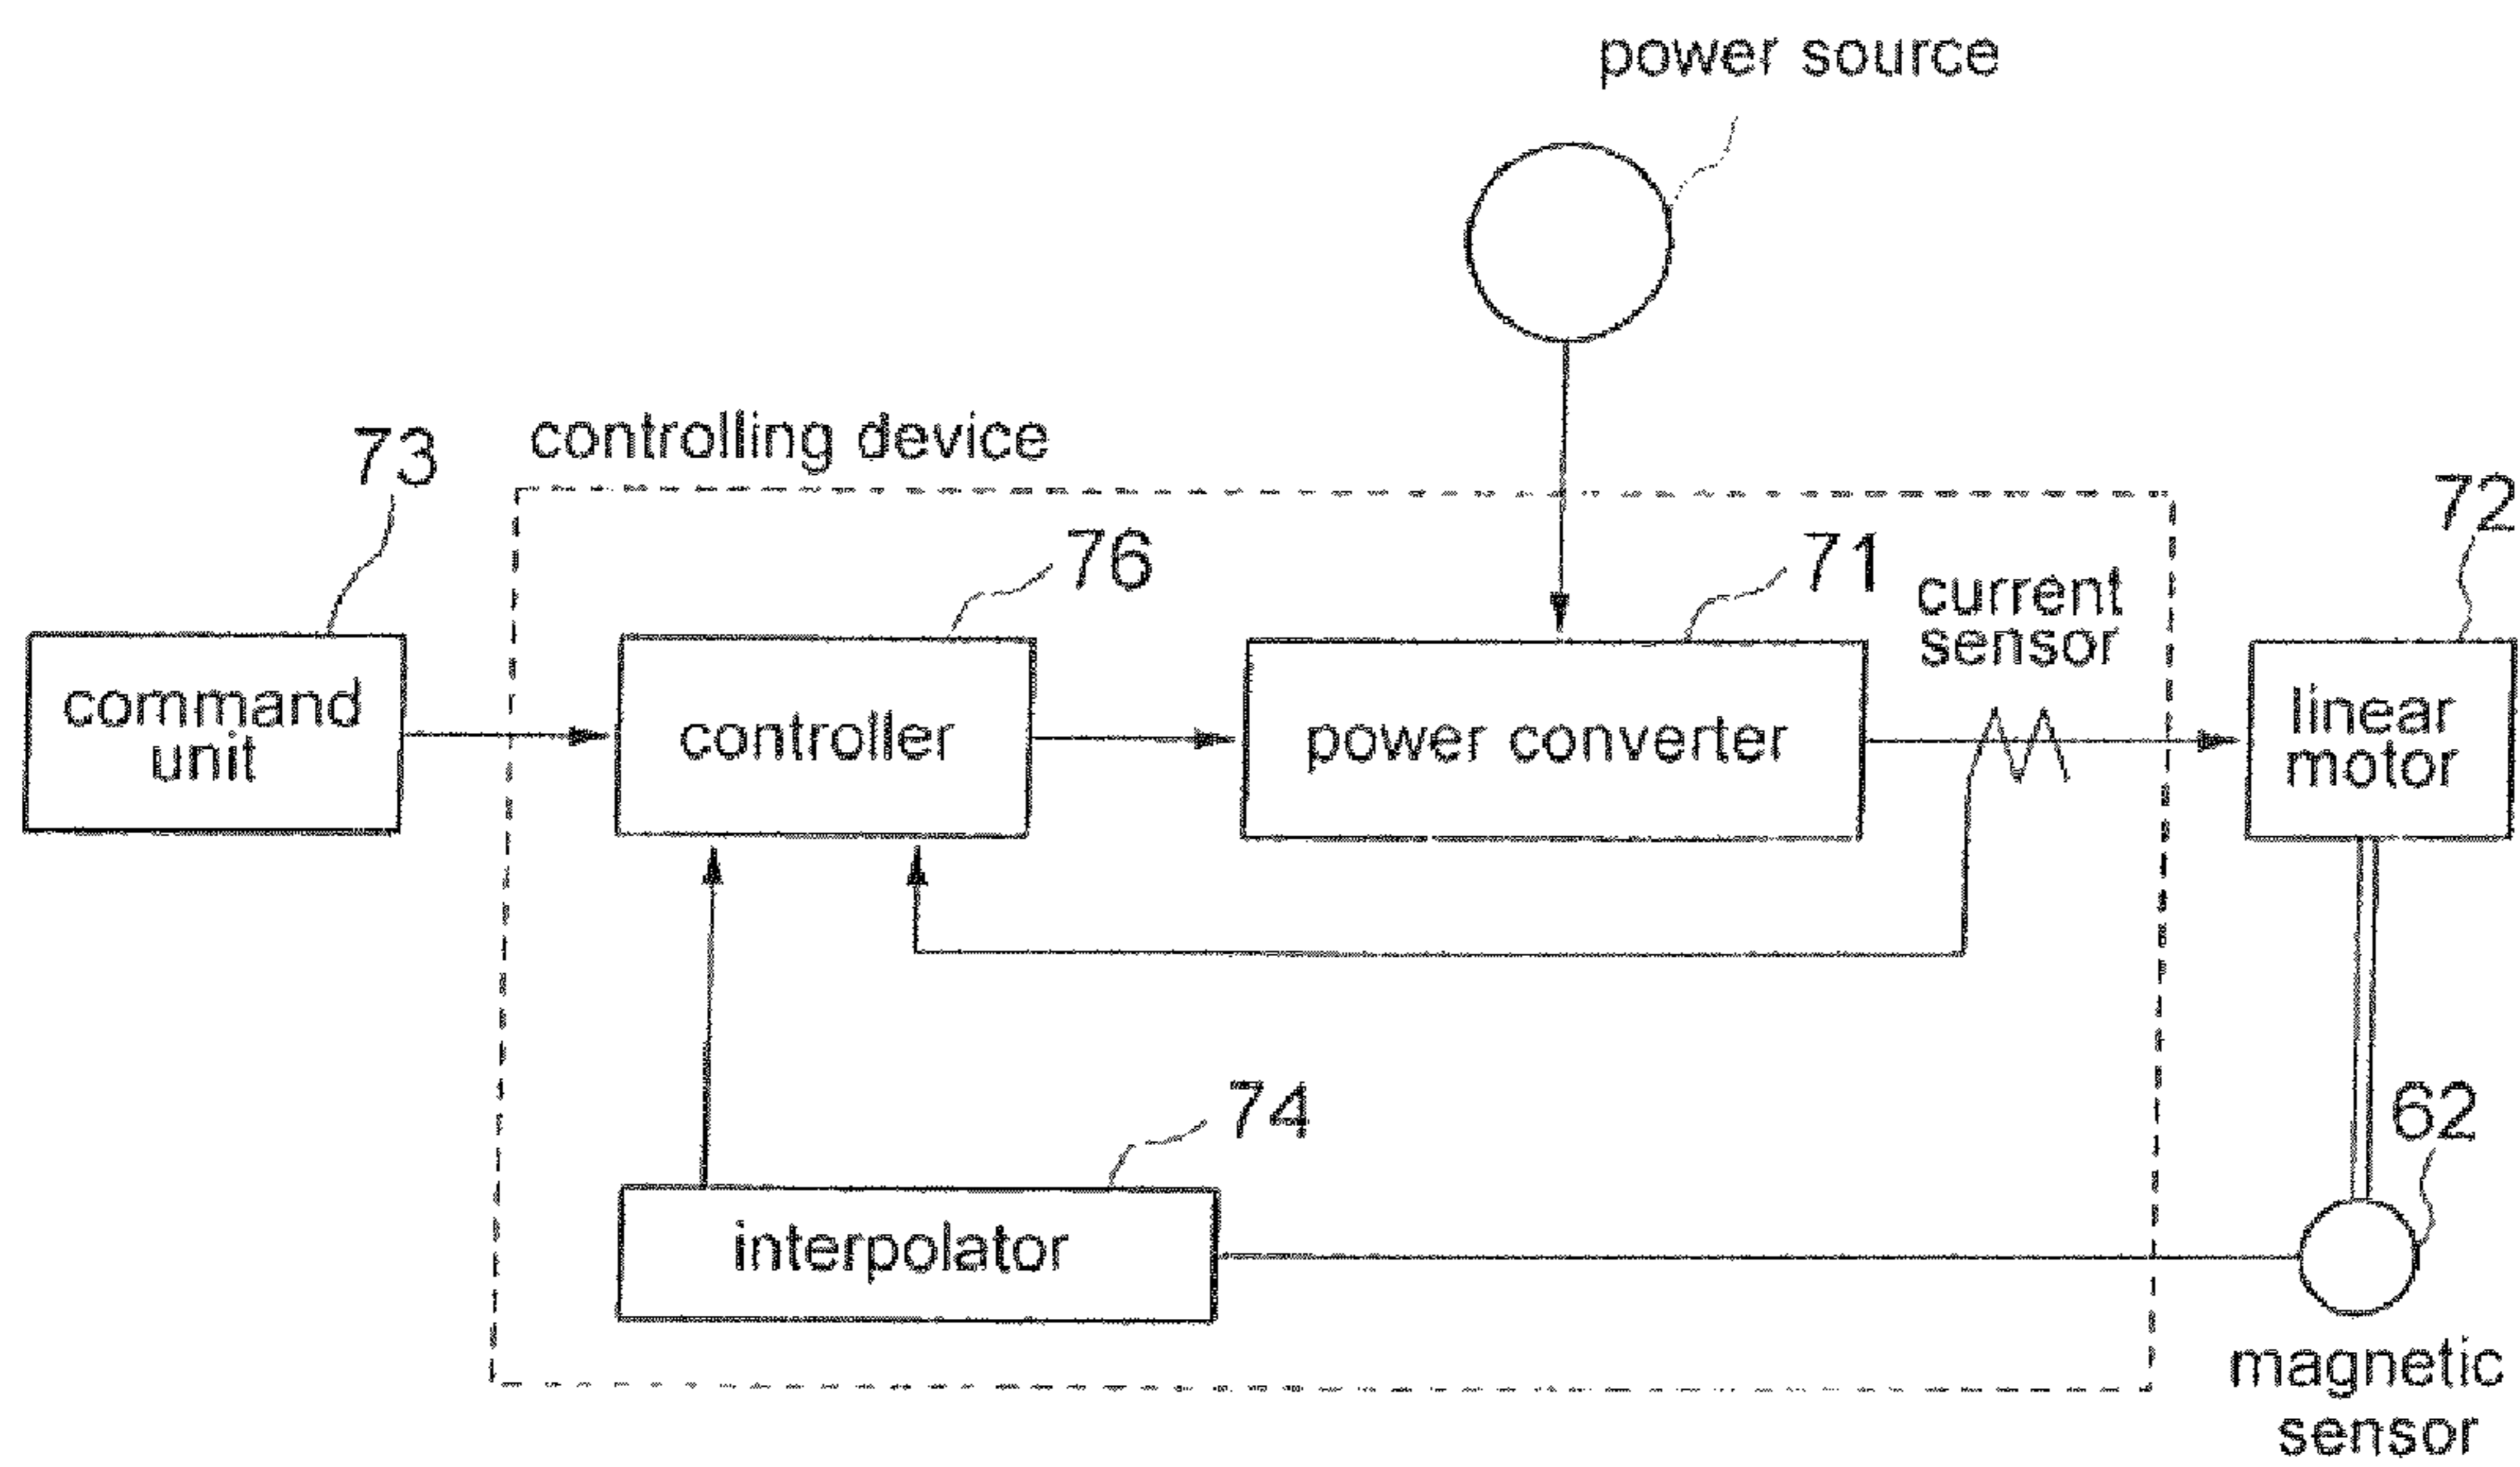 power source
controlling device
73
76
71
current
sensor
72
command
unit
controller
power converter
linear
motor
74
62
interpolator
magnetic
sensor